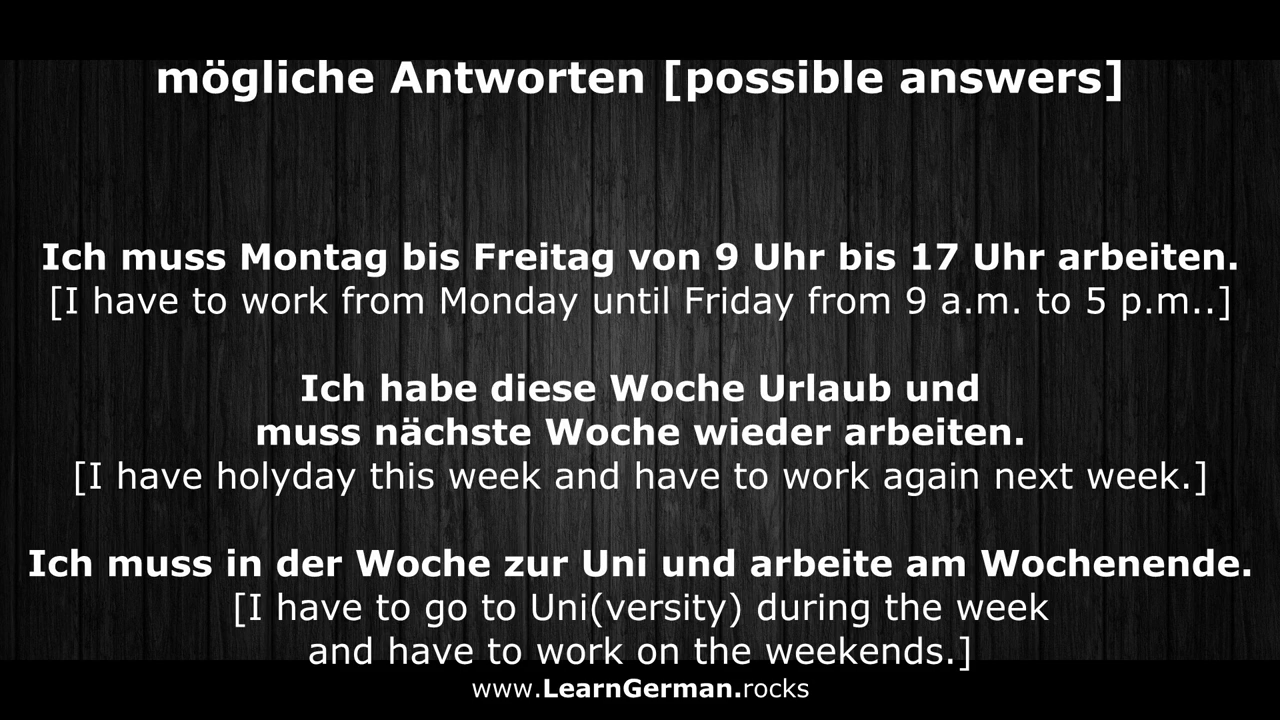 mögliche Antworten [possible answers]
Ich muss Montag bis Freitag von 9 Uhr bis 17 Uhr arbeiten.
[I have to work from Monday until Friday from 9 a.m. to 5 p.m..]
Ich habe diese Woche Urlaub und
muss nächste Woche wieder arbeiten.
[I have holyday this week and have to work again next week.]
Ich muss in der Woche zur Uni und arbeite am Wochenende.
[I have to go to Uni(versity) during the week
and have to work on the weekends.]
www.LearnGerman.rocks